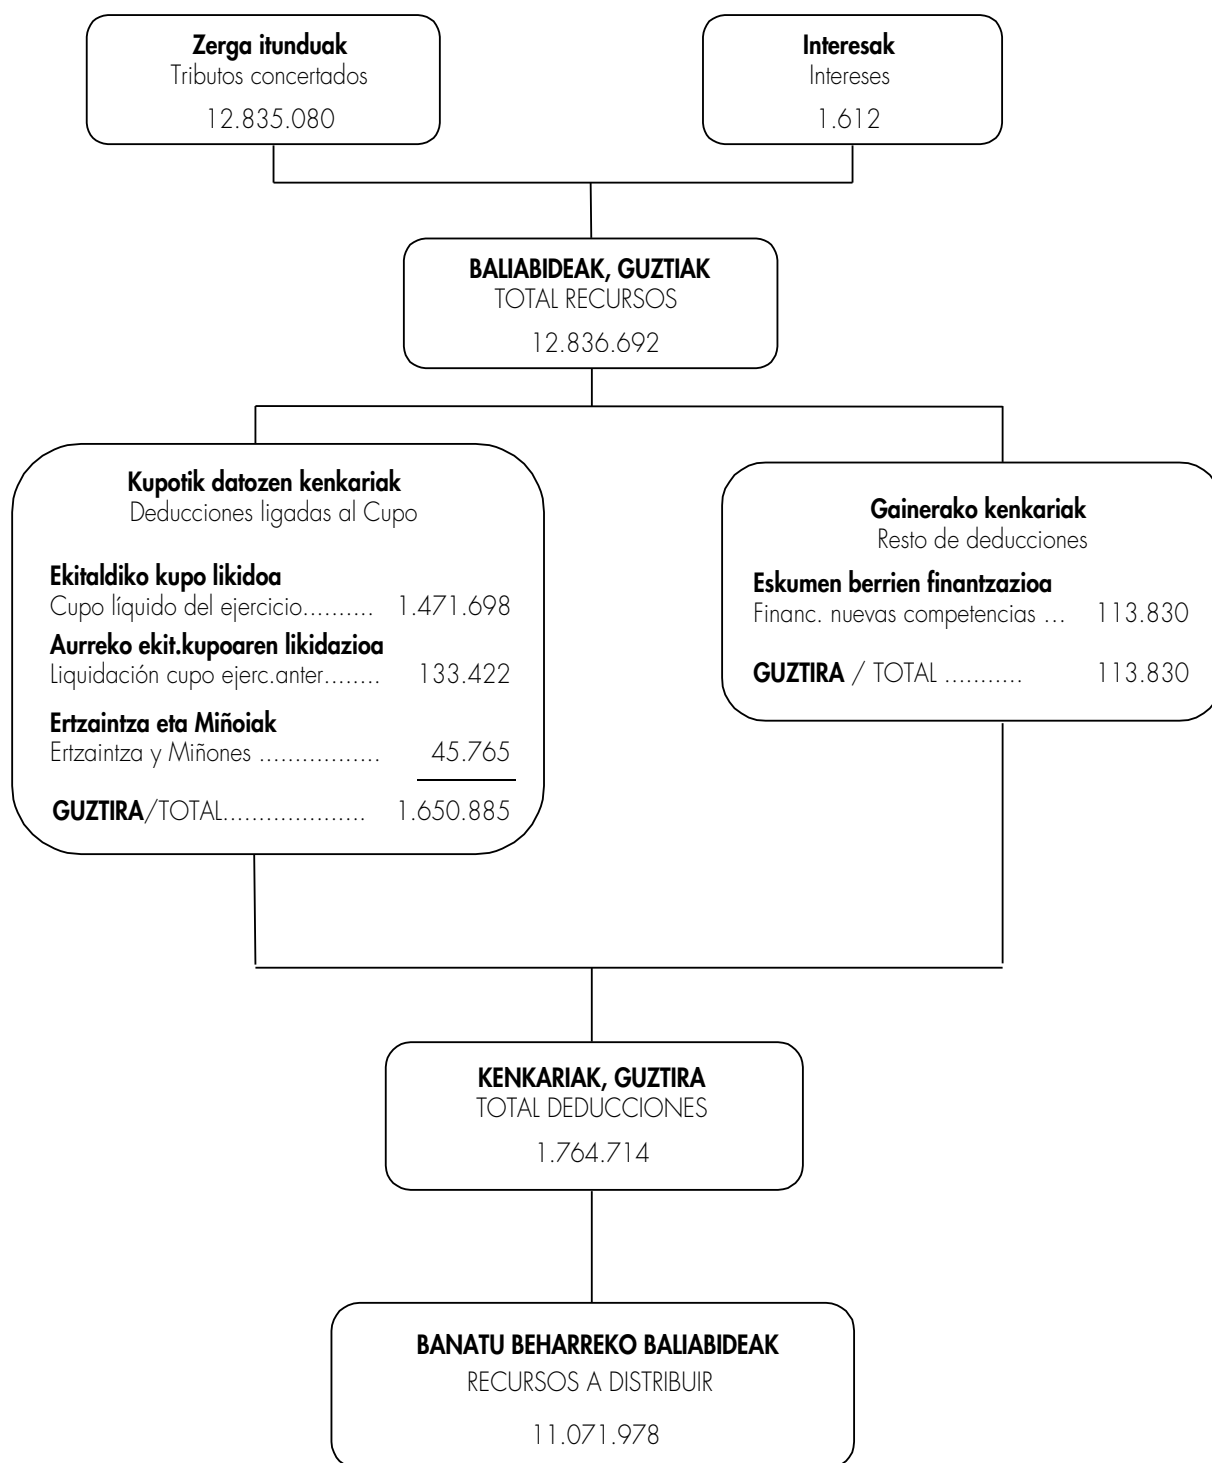 Zerga itunduak
Tributos concertados
12.835.080
Interesak
Intereses
1.612
BALIABIDEAK, GUZTIAK
TOTAL RECURSOS
12.836.692
Kupotik datozen kenkariak
Deducciones ligadas al Cupo
Ekitaldiko kupo likidoa
Cupo líquido del ejercicio.......... 1.471.698
Aurreko ekit.kupoaren likidazioa
Liquidación cupo ejerc.anter........ 133.422
Ertzaintza eta Miñoiak
Ertzaintza y Miñones ................. 45.765
GUZTIRA/TOTAL.................... 1.650.885
Gainerako kenkariak
Resto de deducciones
Eskumen berrien finantzazioa
Financ. nuevas competencias ... 113.830
GUZTIRA / TOTAL ........... 113.830
KENKARIAK, GUZTIRA
TOTAL DEDUCCIONES
1.764.714
BANATU BEHARREKO BALIABIDEAK
RECURSOS A DISTRIBUIR
11.071.978